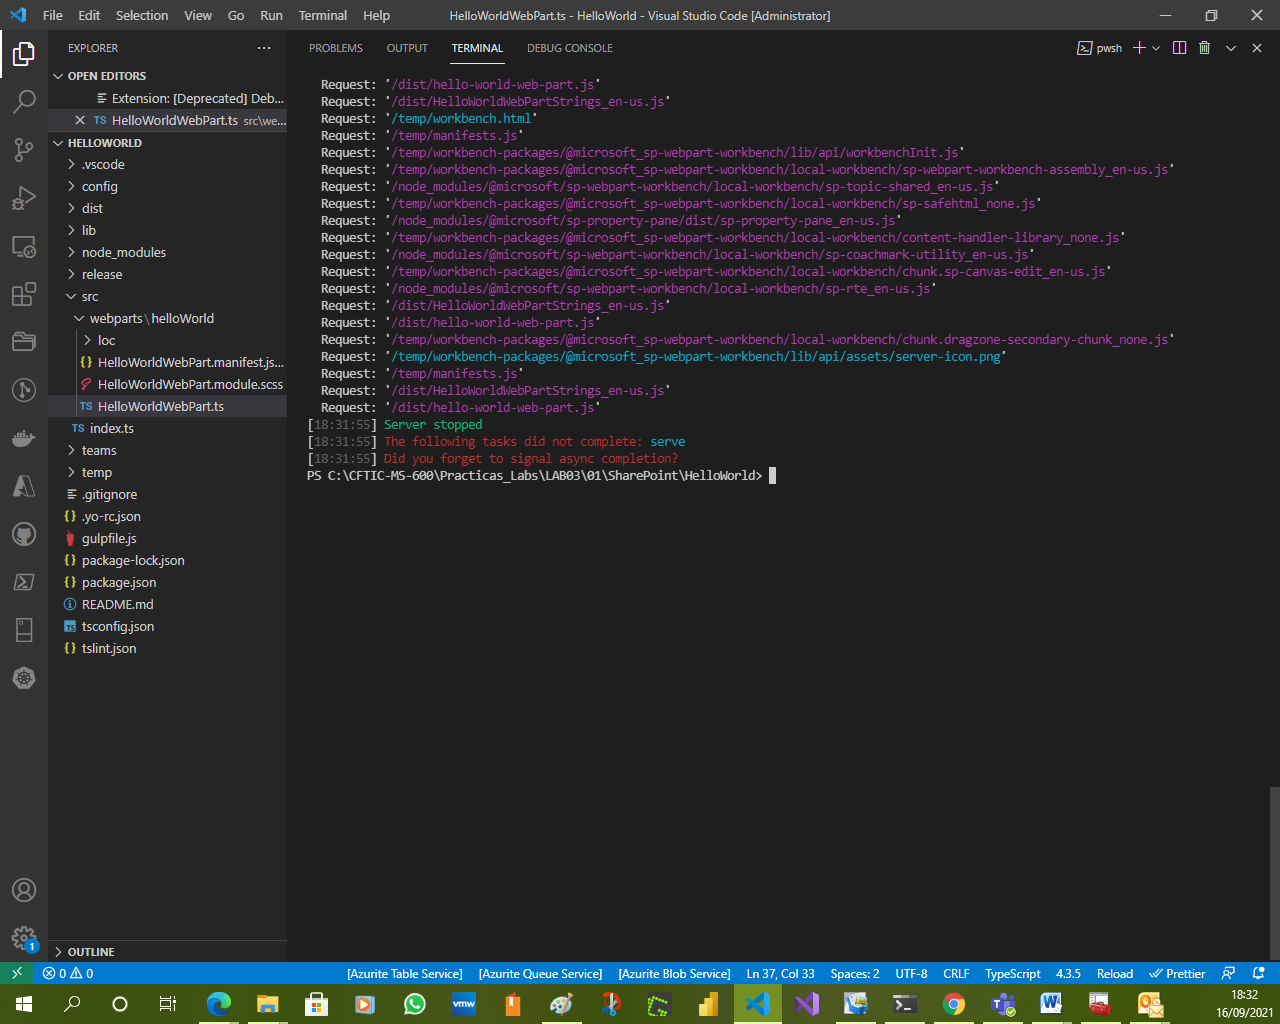 File Edit Selection View Go Run Terminal Help
HelloWorldWebPart.ts - HelloWorld - Visual Studio Code [Administrator]
EXPLORER
OPEN EDITORS
Extension: [Deprecated] Deb...
TS HelloWorldWebPart.ts src\we...
HELLOWORLD
.vscode
config
dist
lib
node_modules
release
src
webparts\helloWorld
loc
{} HelloWorldWebPart.manifest.js...
HelloWorldWebPart.module.scss
TS HelloWorldWebPart.ts
TS index.ts
teams
temp
.gitignore
{} .yo-rc.json
gulpfile.js
{} package-lock.json
{} package.json
README.md
TS tsconfig.json
{} tslint.json
OUTLINE
PROBLEMS OUTPUT TERMINAL DEBUG CONSOLE
pwsh
Request: '/dist/hello-world-web-part.js'
Request: '/dist/HelloWorldWebPartStrings_en-us.js'
Request: '/temp/workbench.html'
Request: '/temp/manifests.js'
Request: '/temp/workbench-packages/@microsoft_sp-webpart-workbench/lib/api/workbenchInit.js'
Request: '/temp/workbench-packages/@microsoft_sp-webpart-workbench/local-workbench/sp-webpart-workbench-assembly_en-us.js'
Request: '/node_modules/@microsoft/sp-webpart-workbench/local-workbench/sp-topic-shared_en-us.js'
Request: '/temp/workbench-packages/@microsoft_sp-webpart-workbench/local-workbench/sp-safehtml_none.js'
Request: '/node_modules/@microsoft/sp-property-pane/dist/sp-property-pane_en-us.js'
Request: '/temp/workbench-packages/@microsoft_sp-webpart-workbench/local-workbench/content-handler-library_none.js'
Request: '/node_modules/@microsoft/sp-webpart-workbench/local-workbench/sp-coachmark-utility_en-us.js'
Request: '/temp/workbench-packages/@microsoft_sp-webpart-workbench/local-workbench/chunk.sp-canvas-edit_en-us.js'
Request: '/node_modules/@microsoft/sp-webpart-workbench/local-workbench/sp-rte_en-us.js'
Request: '/dist/HelloWorldWebPartStrings_en-us.js'
Request: '/dist/hello-world-web-part.js'
Request: '/temp/workbench-packages/@microsoft_sp-webpart-workbench/local-workbench/chunk.dragzone-secondary-chunk_none.js'
Request: '/temp/workbench-packages/@microsoft_sp-webpart-workbench/lib/api/assets/server-icon.png'
Request: '/temp/manifests.js'
Request: '/dist/HelloWorldWebPartStrings_en-us.js'
Request: '/dist/hello-world-web-part.js'
[18:31:55] Server stopped
[18:31:55] The following tasks did not complete: serve
[18:31:55] Did you forget to signal async completion?
PS C:\CFTIC-MS-600\Practicas_Labs\LAB03\01\SharePoint\HelloWorld>
1
0 0 [Azurite Table Service] [Azurite Queue Service] [Azurite Blob Service] Ln 37, Col 33 Spaces: 2 UTF-8 CRLF TypeScript 4.3.5 Reload Prettier
vmw
18:32
16/09/2021